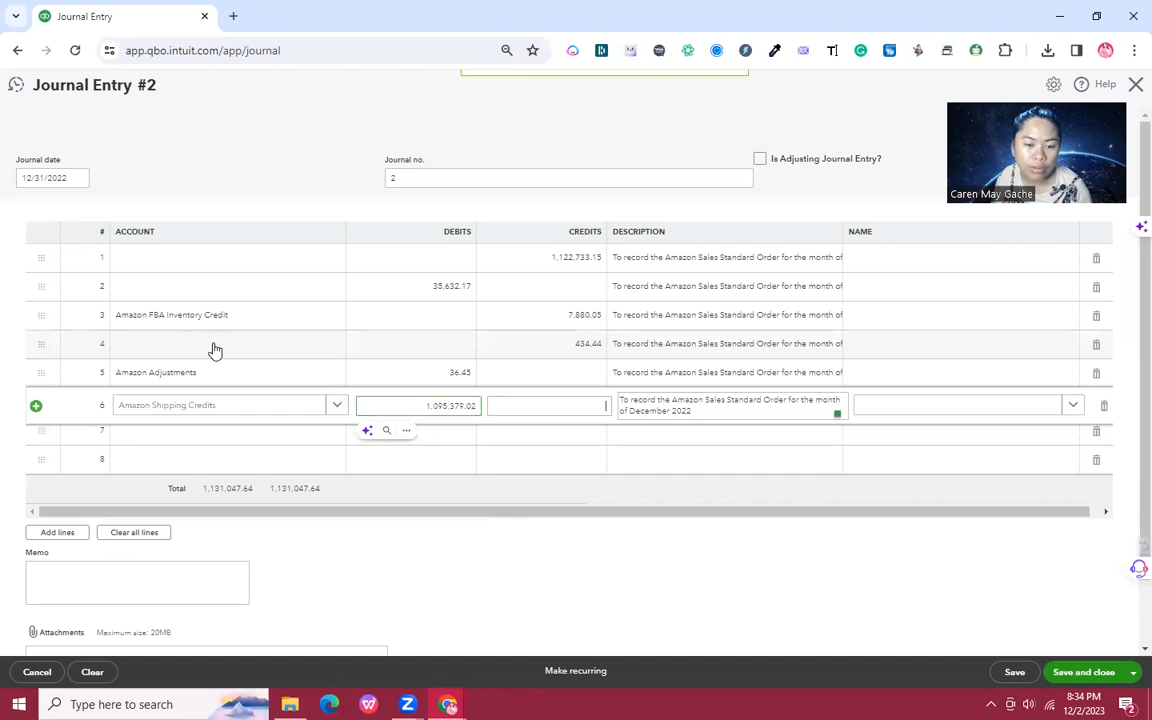 Journal Entry
app.qbo.intuit.com/app/journal
Journal Entry #2
Help
Caren May Gache
Journal date
Journal no.
Is Adjusting Journal Entry?
12/31/2022
2
# ACCOUNT DEBITS CREDITS DESCRIPTION NAME
1 1,122,733.15 To record the Amazon Sales Standard Order for the month of
2 35,632.17 To record the Amazon Sales Standard Order for the month of
3 Amazon FBA Inventory Credit 7,880.05 To record the Amazon Sales Standard Order for the month of
4 434.44 To record the Amazon Sales Standard Order for the month of
5 Amazon Adjustments 36.45 To record the Amazon Sales Standard Order for the month of
6 Amazon Shipping Credits 1,095,379.02 To record the Amazon Sales Standard Order for the month
of December 2022
7
8
Total 1,131,047.64 1,131,047.64
Add lines
Clear all lines
Memo
Attachments Maximum size: 20MB
Cancel
Clear
Make recurring
Save
Save and close
Type here to search
8:34 PM
12/2/2023
2